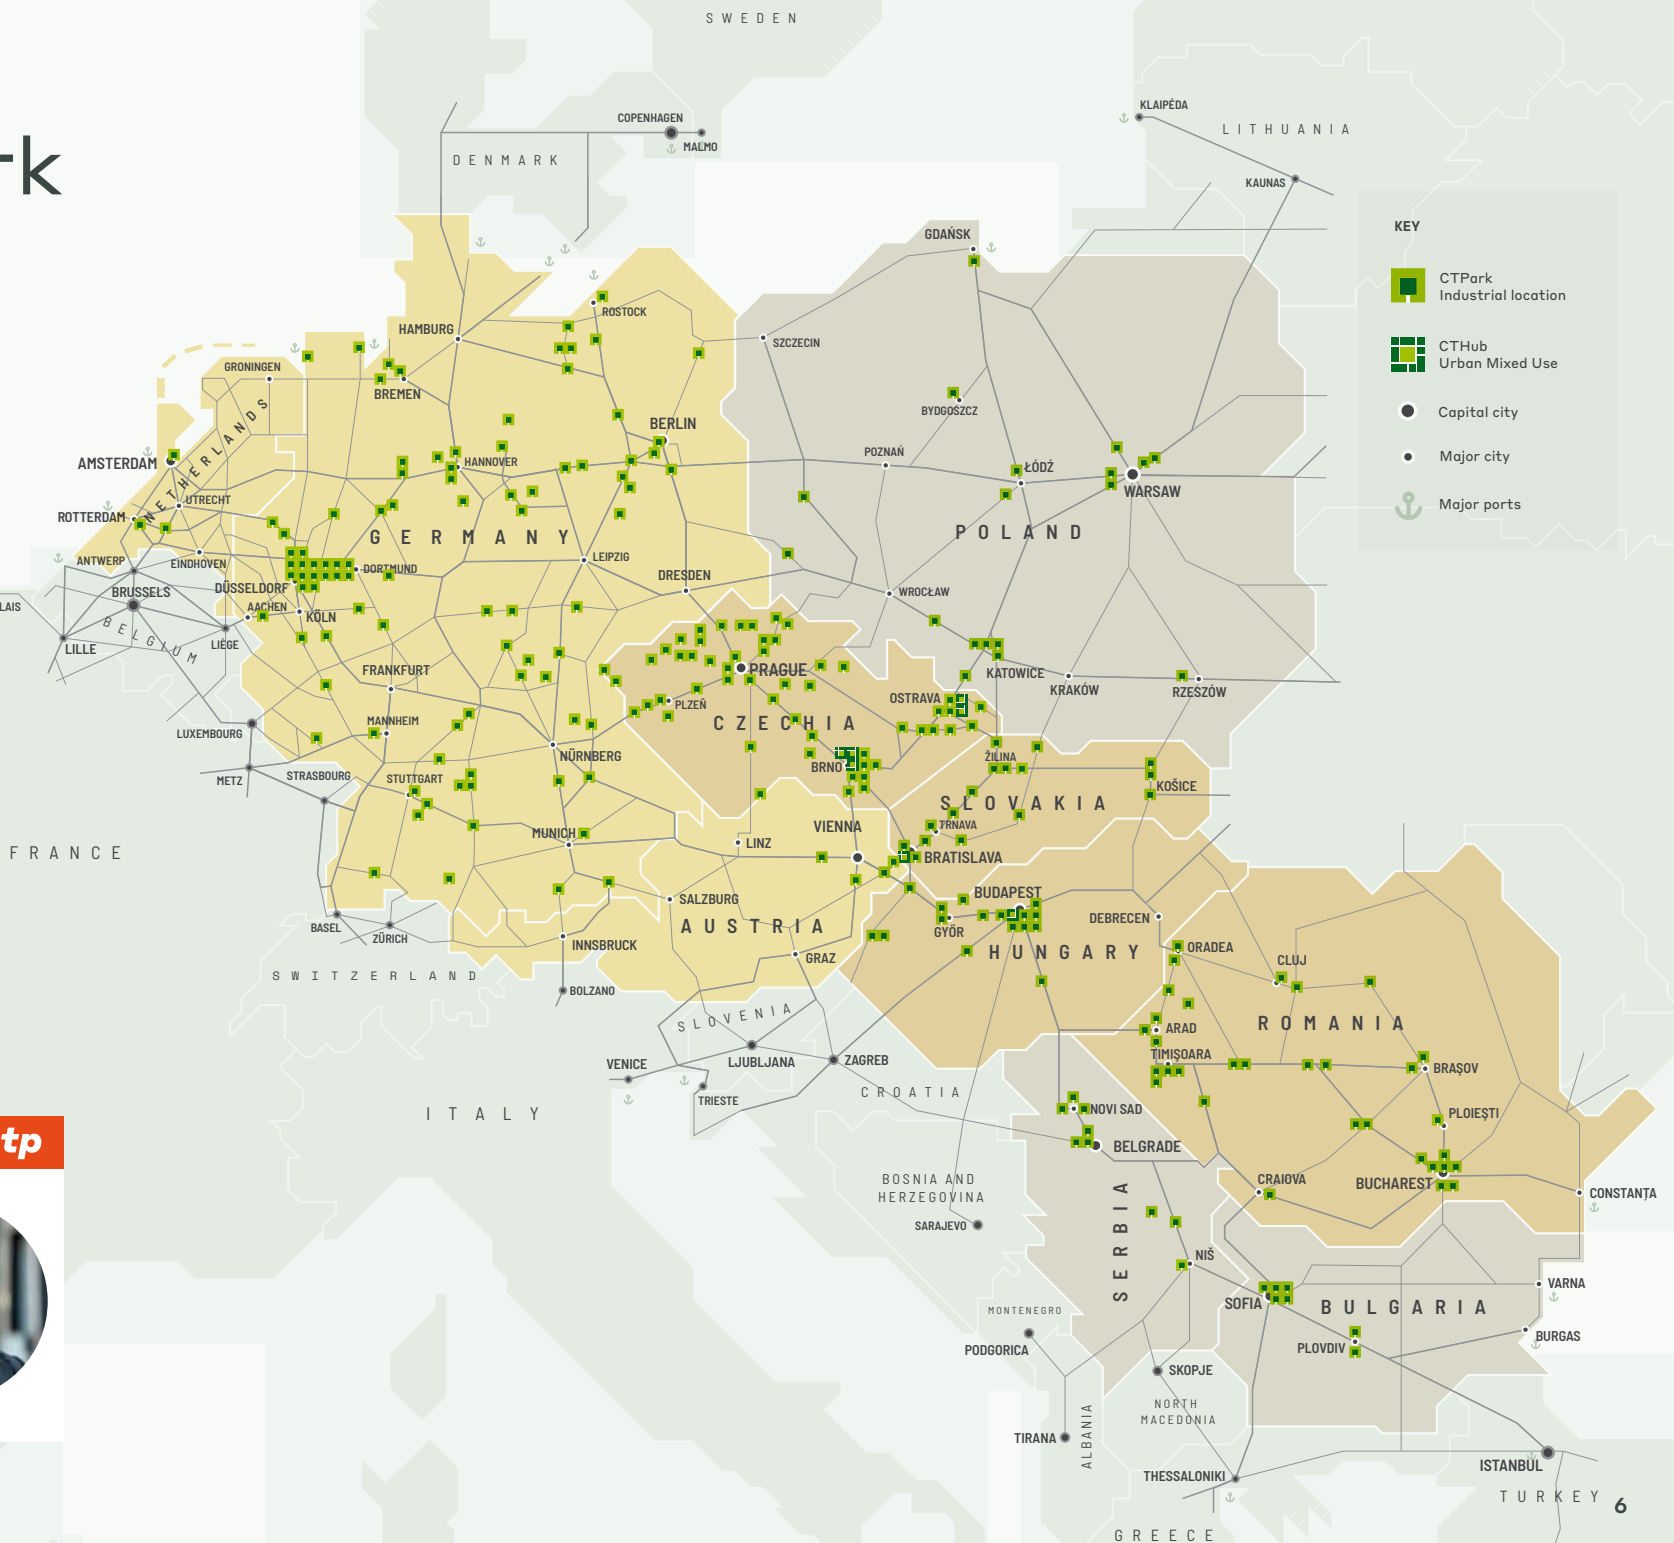 rk
SWEDEN
KLAIPĖDA
COPENHAGEN
LITHUANIA
MALMO
DENMARK
KAUNAS
KEY
CTPark
Industrial location
CTHub
Urban Mixed Use
Capital city
Major city
Major ports
GDAŃSK
ROSTOCK
HAMBURG
SZCZECIN
GRONINGEN
BREMEN
BYDGOSZCZ
BERLIN
POZNAŃ
ŁÓDŹ
AMSTERDAM
NETHERLANDS
HANNOVER
WARSAW
UTRECHT
ROTTERDAM
GERMANY
POLAND
ANTWERP
EINDHOVEN
LEIPZIG
DORTMUND
DRESDEN
DÜSSELDORF
BRUSSELS
WROCŁAW
LAIS
AACHEN
KÖLN
BELGIUM
LILLE
LIÈGE
FRANKFURT
PRAGUE
KATOWICE
KRAKÓW
RZESZÓW
OSTRAVA
PLZEŇ
CZECHIA
MANNHEIM
LUXEMBOURG
NÜRNBERG
ŽILINA
BRNO
METZ
STRASBOURG
STUTTGART
KOŠICE
SLOVAKIA
TRNAVA
VIENNA
MUNICH
LINZ
FRANCE
BRATISLAVA
BUDAPEST
SALZBURG
DEBRECEN
BASEL
ZÜRICH
AUSTRIA
GYÖR
INNSBRUCK
HUNGARY
ORADEA
GRAZ
CLUJ
SWITZERLAND
BOLZANO
SLOVENIA
ROMANIA
ARAD
TIMIȘOARA
VENICE
LJUBLJANA
ZAGREB
BRAȘOV
CROATIA
TRIESTE
NOVI SAD
PLOIEȘTI
ITALY
tp
BELGRADE
BOSNIA AND
HERZEGOVINA
CRAIOVA
BUCHAREST
CONSTANȚA
SARAJEVO
SERBIA
NIŠ
VARNA
SOFIA
BULGARIA
MONTENEGRO
PODGORICA
BURGAS
PLOVDIV
SKOPJE
NORTH
MACEDONIA
TIRANA
ALBANIA
ISTANBUL
THESSALONIKI
TURKEY
6
GREECE